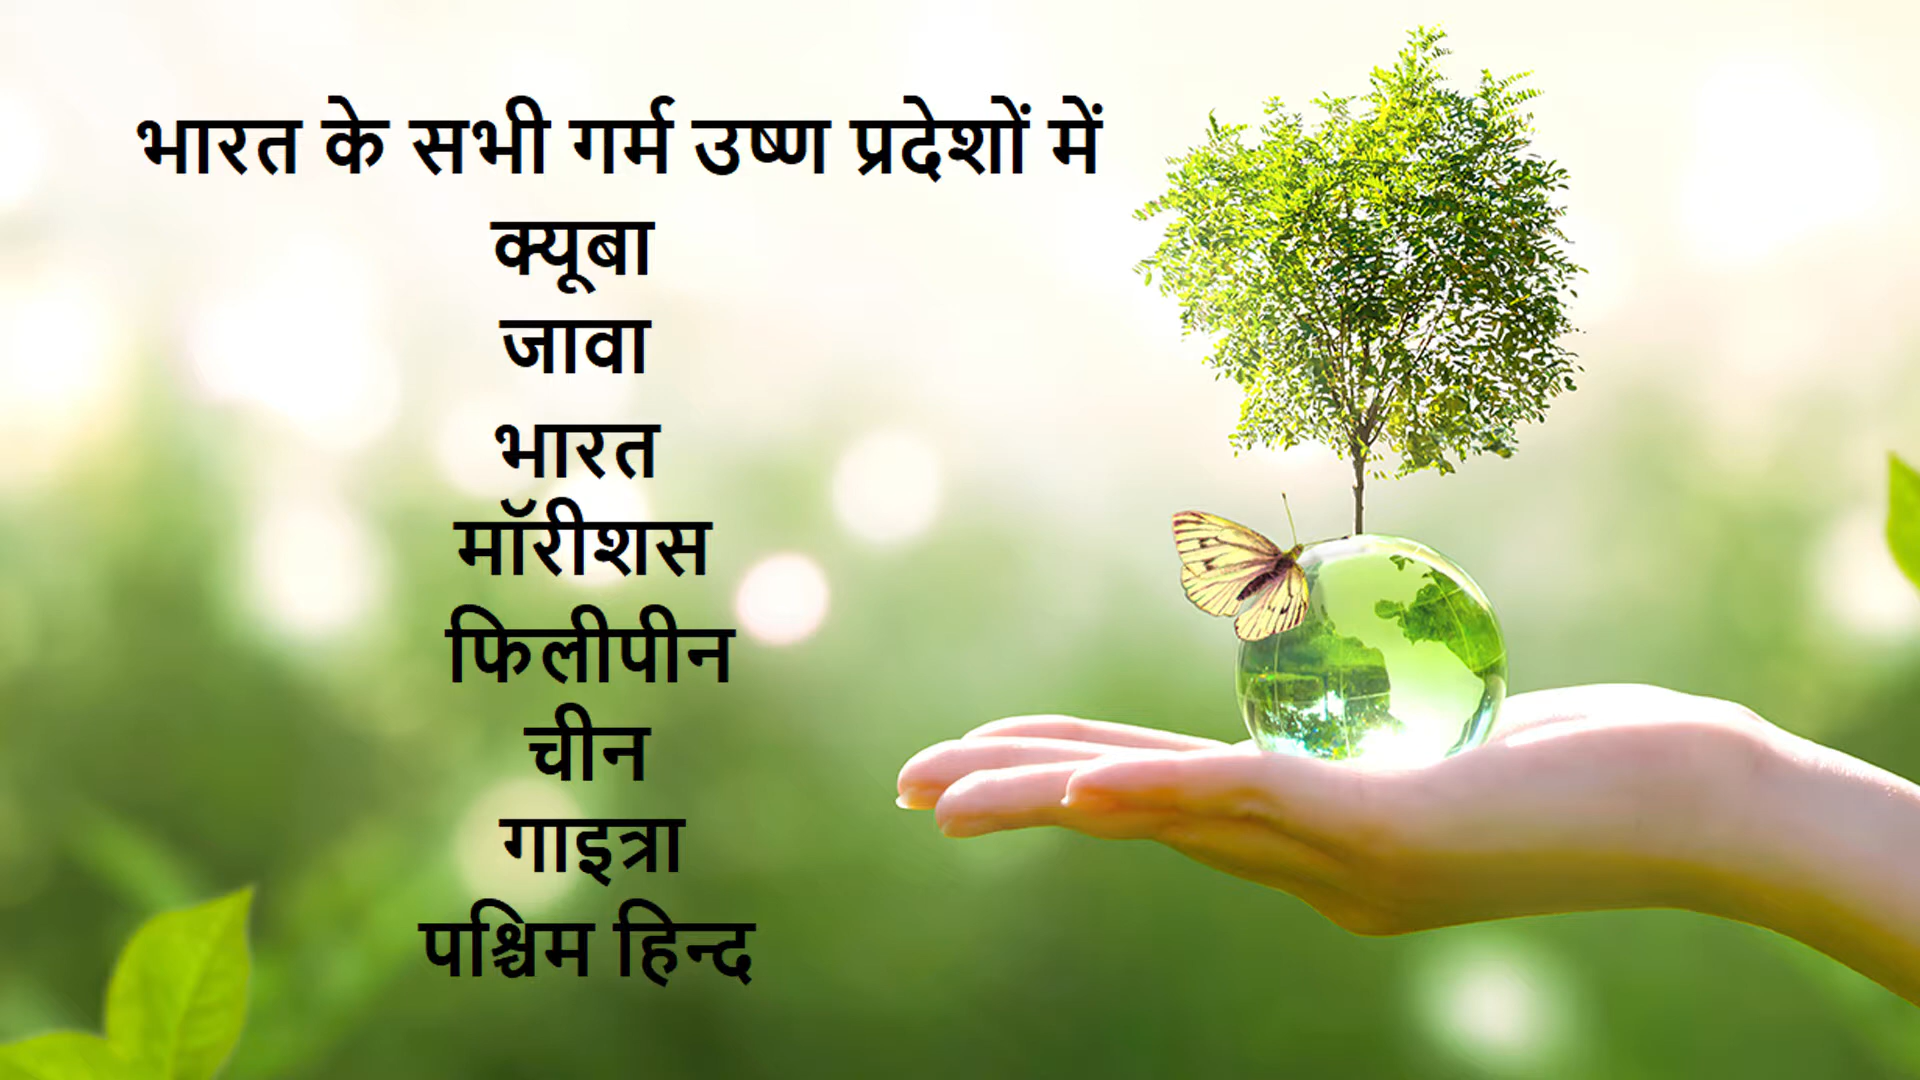 भारत के सभी गर्म उष्ण प्रदेशों में
क्यूबा
जावा
भारत
मॉरीशस
फिलीपीन
चीन
गाइत्रा
पश्चिम हिन्द